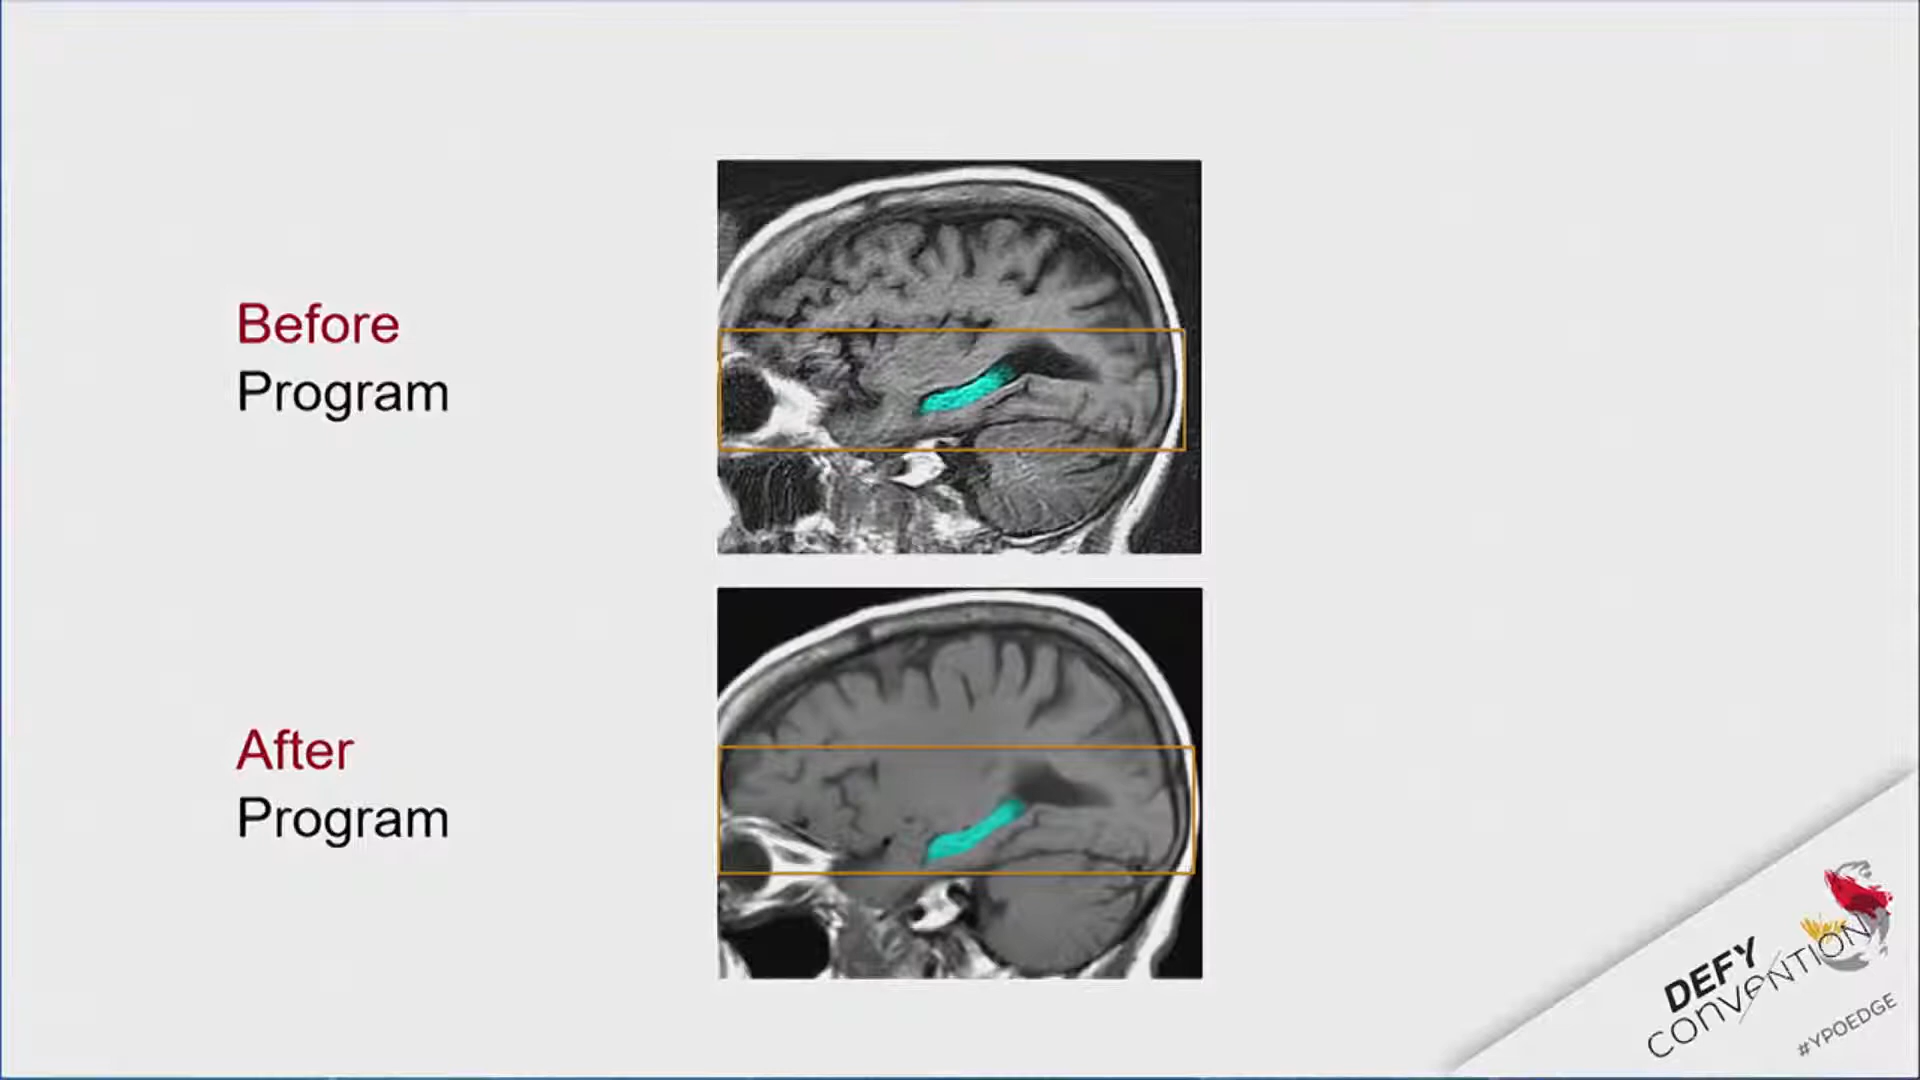 Before
Program
After
Program
DEFY
CONVENTION
#YPOEDGE